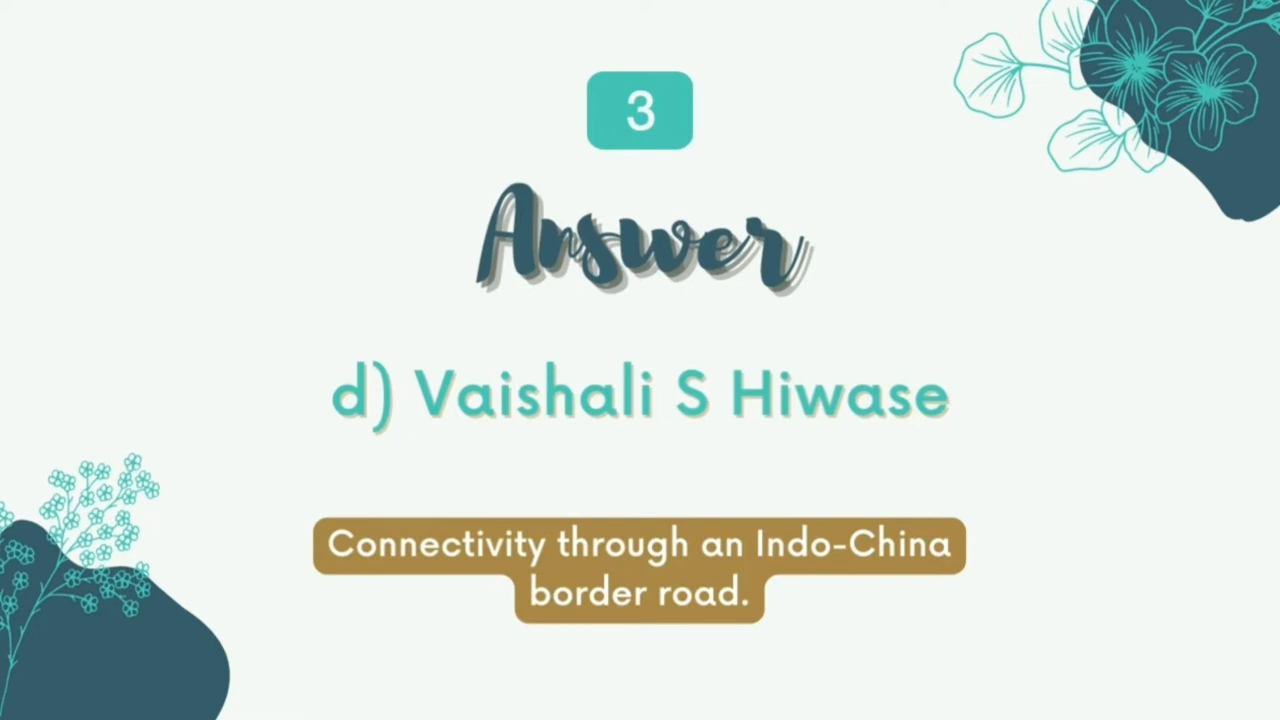 3
Answer
d) Vaishali S Hiwase
Connectivity through an Indo-China
border road.